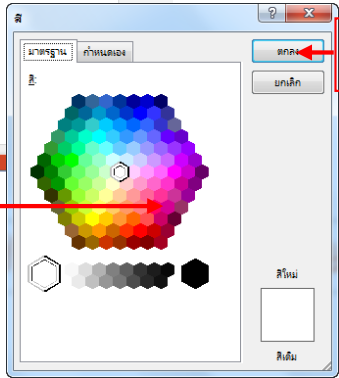 สี
มาตรฐาน กำหนดเอง
ตกลง
ยกเลิก
สี:
สีใหม่
สีเดิม